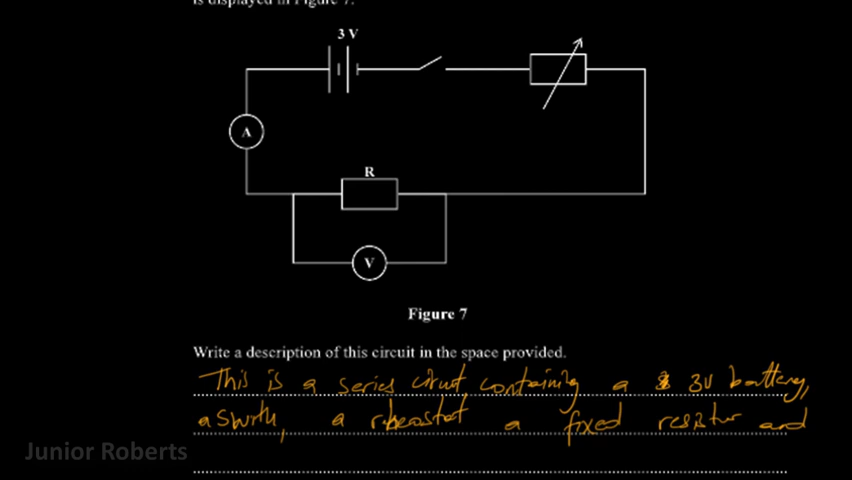 is displayed in Figure 7.
3 V
A
R
V
Figure 7
Write a description of this circuit in the space provided.
This is a series circuit containing a 3V battery,
a switch, a rheostat a fixed resistor and
Junior Roberts